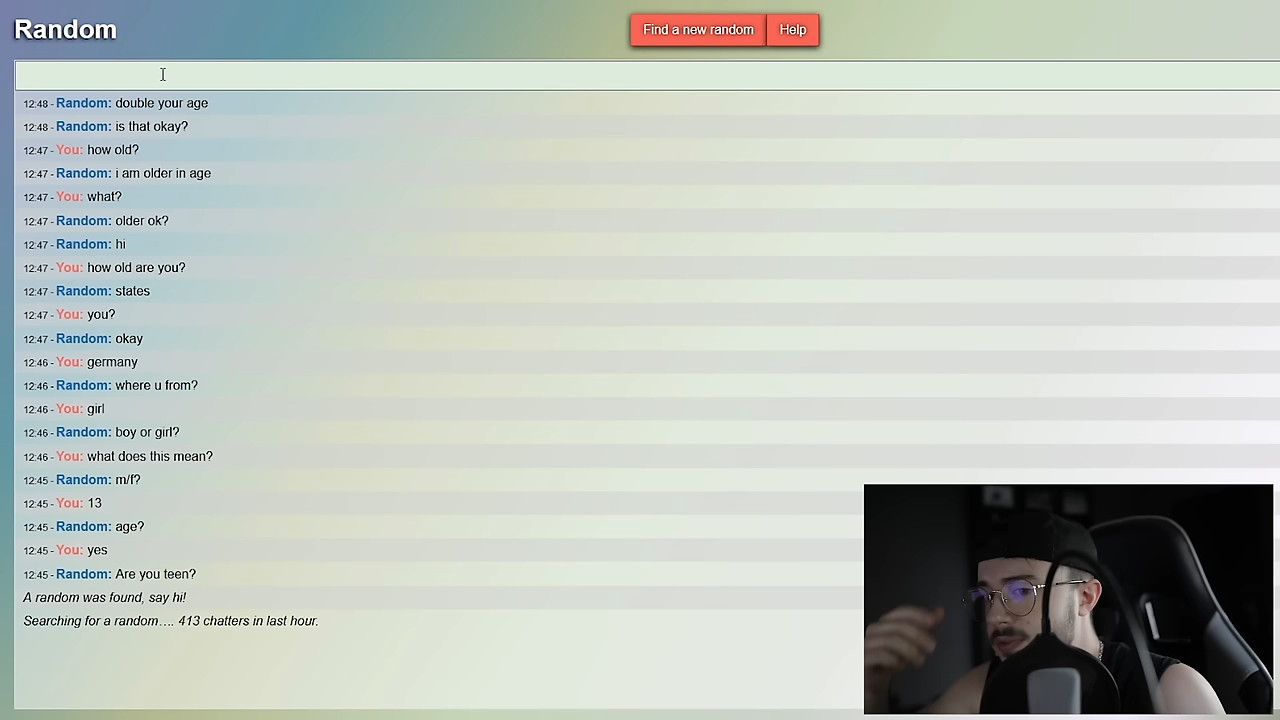 Random
Find a new random
Help
12:48 - Random: double your age
12:48 - Random: is that okay?
12:47 - You: how old?
12:47 - Random: i am older in age
12:47 - You: what?
12:47 - Random: older ok?
12:47 - Random: hi
12:47 - You: how old are you?
12:47 - Random: states
12:47 - You: you?
12:47 - Random: okay
12:46 - You: germany
12:46 - Random: where u from?
12:46 - You: girl
12:46 - Random: boy or girl?
12:46 - You: what does this mean?
12:45 - Random: m/f?
12:45 - You: 13
12:45 - Random: age?
12:45 - You: yes
12:45 - Random: Are you teen?
A random was found, say hi!
Searching for a random.... 413 chatters in last hour.